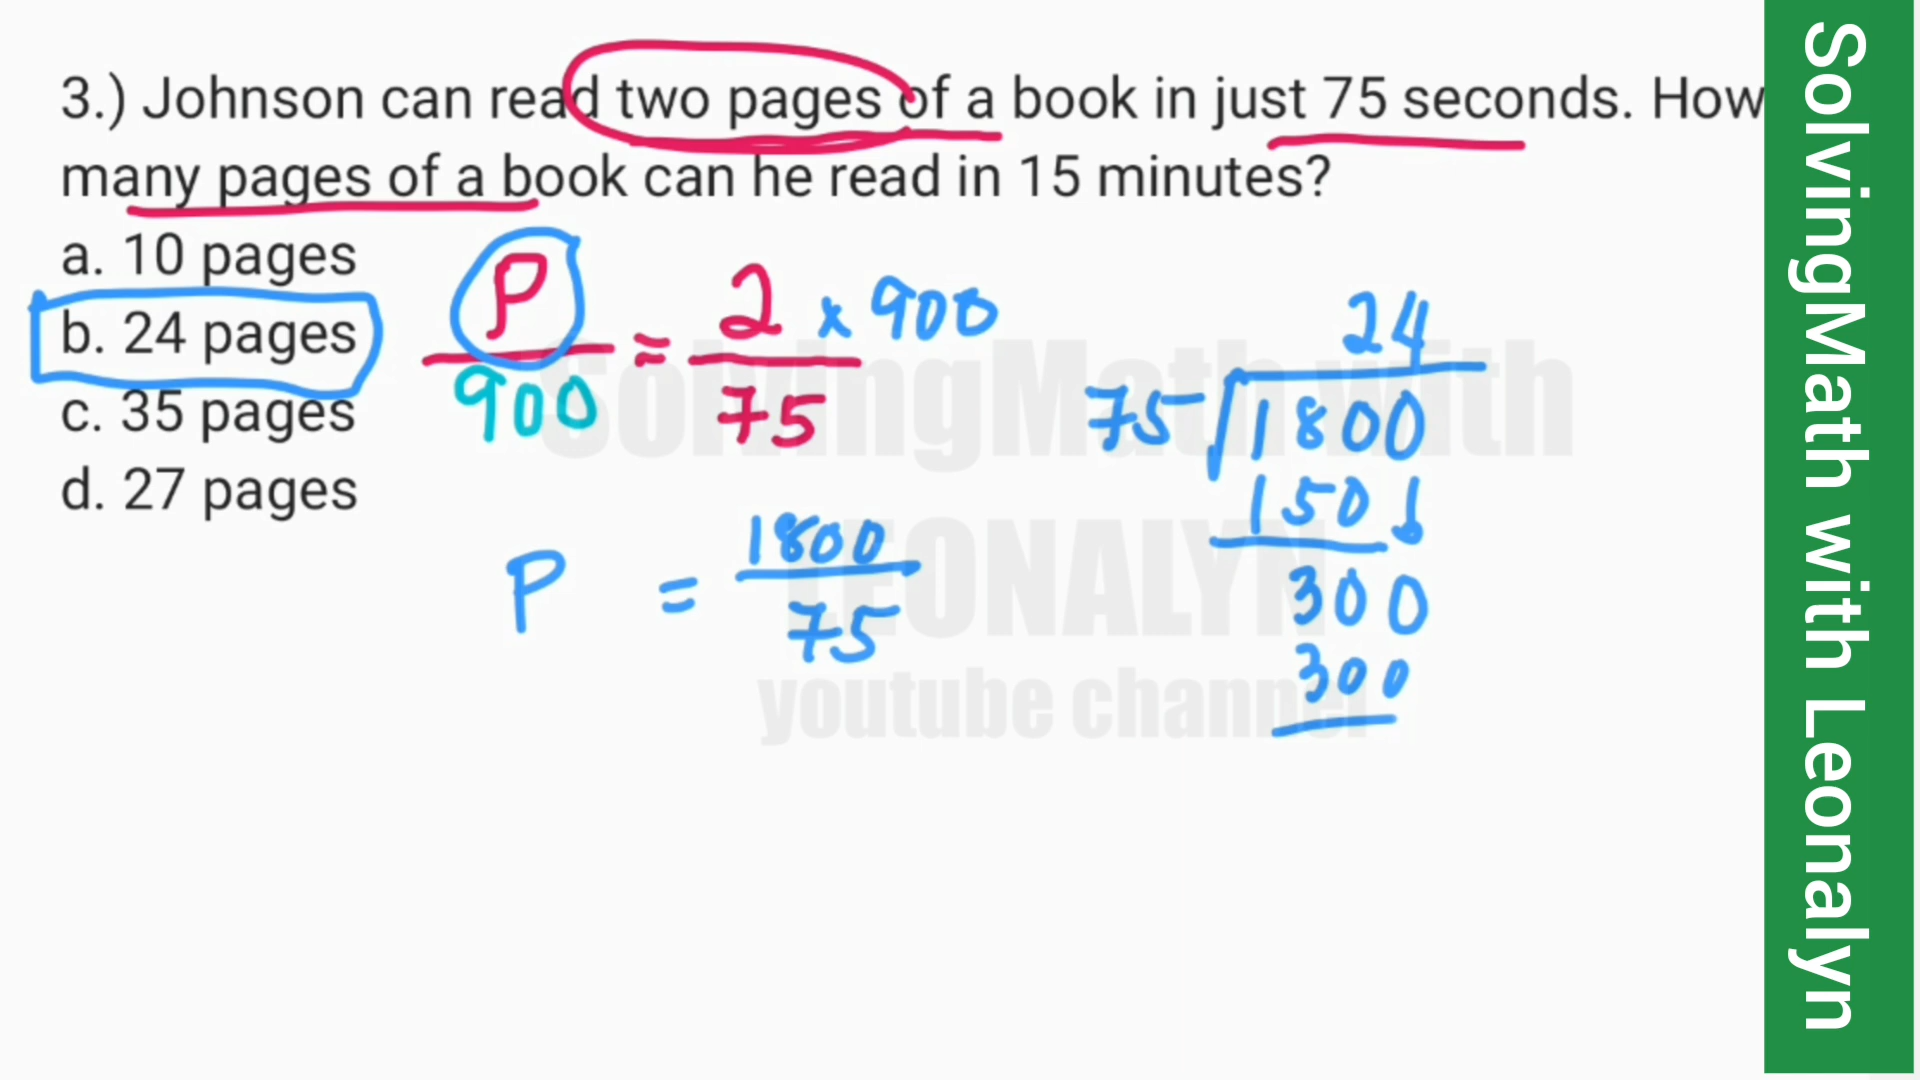 3.) Johnson can read two pages of a book in just 75 seconds. How
many pages of a book can he read in 15 minutes?
a. 10 pages
b. 24 pages
c. 35 pages
d. 27 pages
P/900 = 2/75 × 900
P = 1800/75
24
75 1800
150
300
300
SolvingMath with
LEONALYN
youtube channel
SolvingMath with Leonalyn